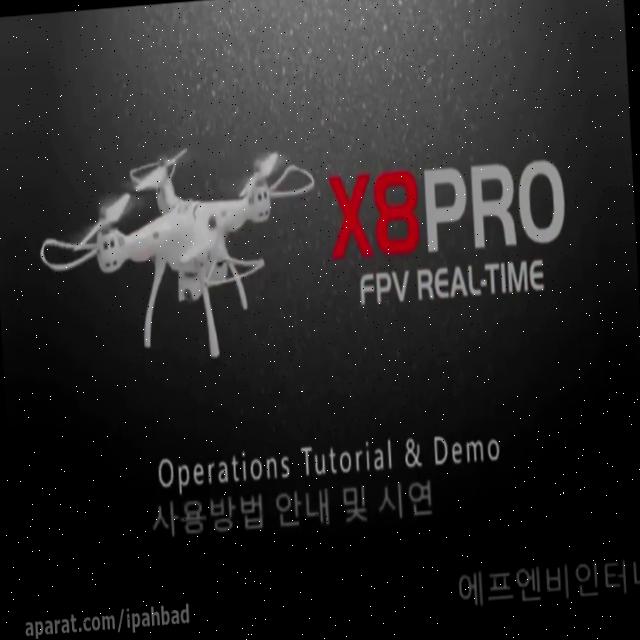 X8PRO
FPV REAL-TIME
Operations Tutorial & Demo
사용방법 안내 및 시연
에프엔비인터
aparat.com/ipahbad